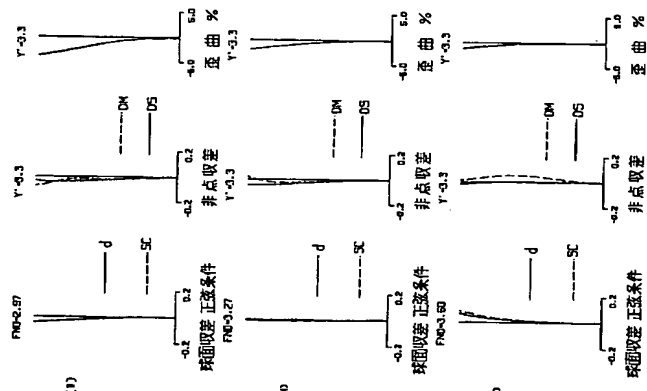 FNO=2.97
d
SC
-0.2 0.2
球面収差 正弦条件
Y'=3.3
DM
DS
-0.2 0.2
非点収差
Y'=3.3
-5.0 5.0
歪曲 %
FNO=3.27
d
SC
-0.2 0.2
球面収差 正弦条件
Y'=3.3
DM
DS
-0.2 0.2
非点収差
Y'=3.3
-5.0 5.0
歪曲 %
FNO=3.60
d
SC
-0.2 0.2
球面収差 正弦条件
Y'=3.3
DM
DS
-0.2 0.2
非点収差
Y'=3.3
-5.0 5.0
歪曲 %